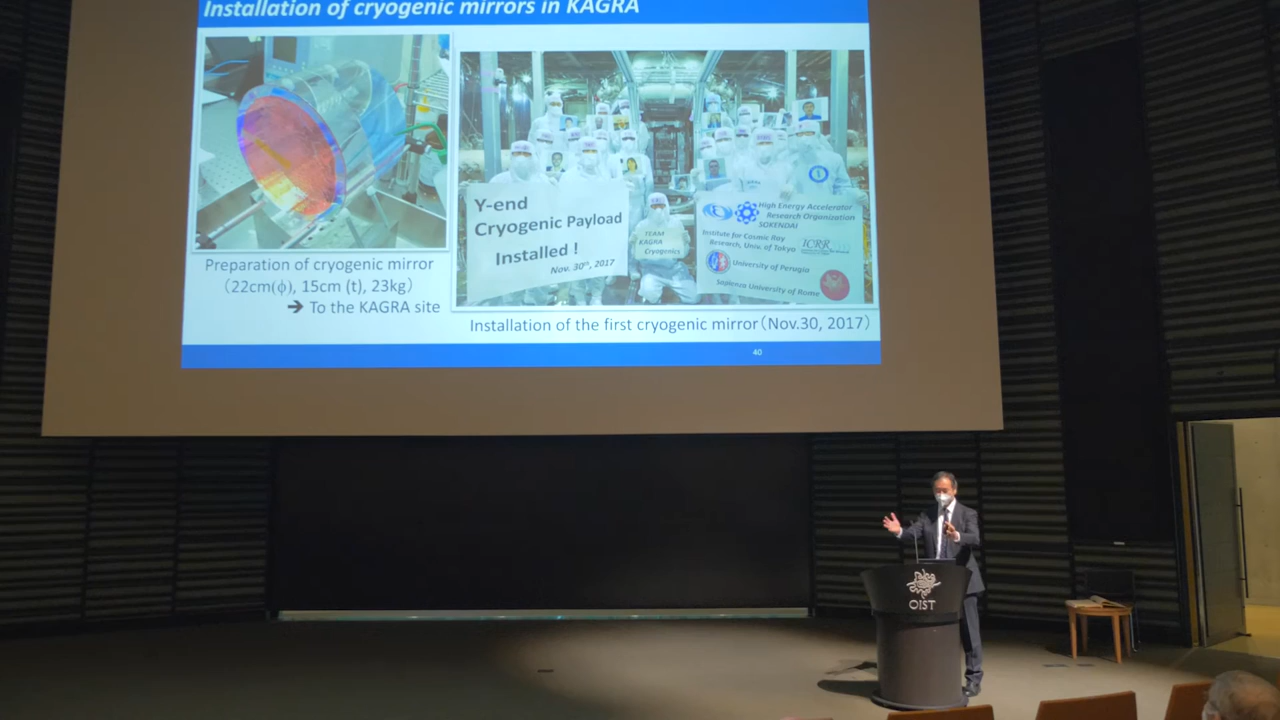 Installation of cryogenic mirrors in KAGRA
Preparation of cryogenic mirror
(22cm(ϕ), 15cm (t), 23kg)
➔ To the KAGRA site
Y-end
Cryogenic Payload
Installed !
Nov. 30th, 2017
TEAM
KAGRA
Cryogenics
High Energy Accelerator
Research Organization
SOKENDAI
Institute for Cosmic Ray
Research, Univ. of Tokyo
ICRR
University of Perugia
Sapienza University of Rome
Installation of the first cryogenic mirror(Nov.30, 2017)
40
OIST